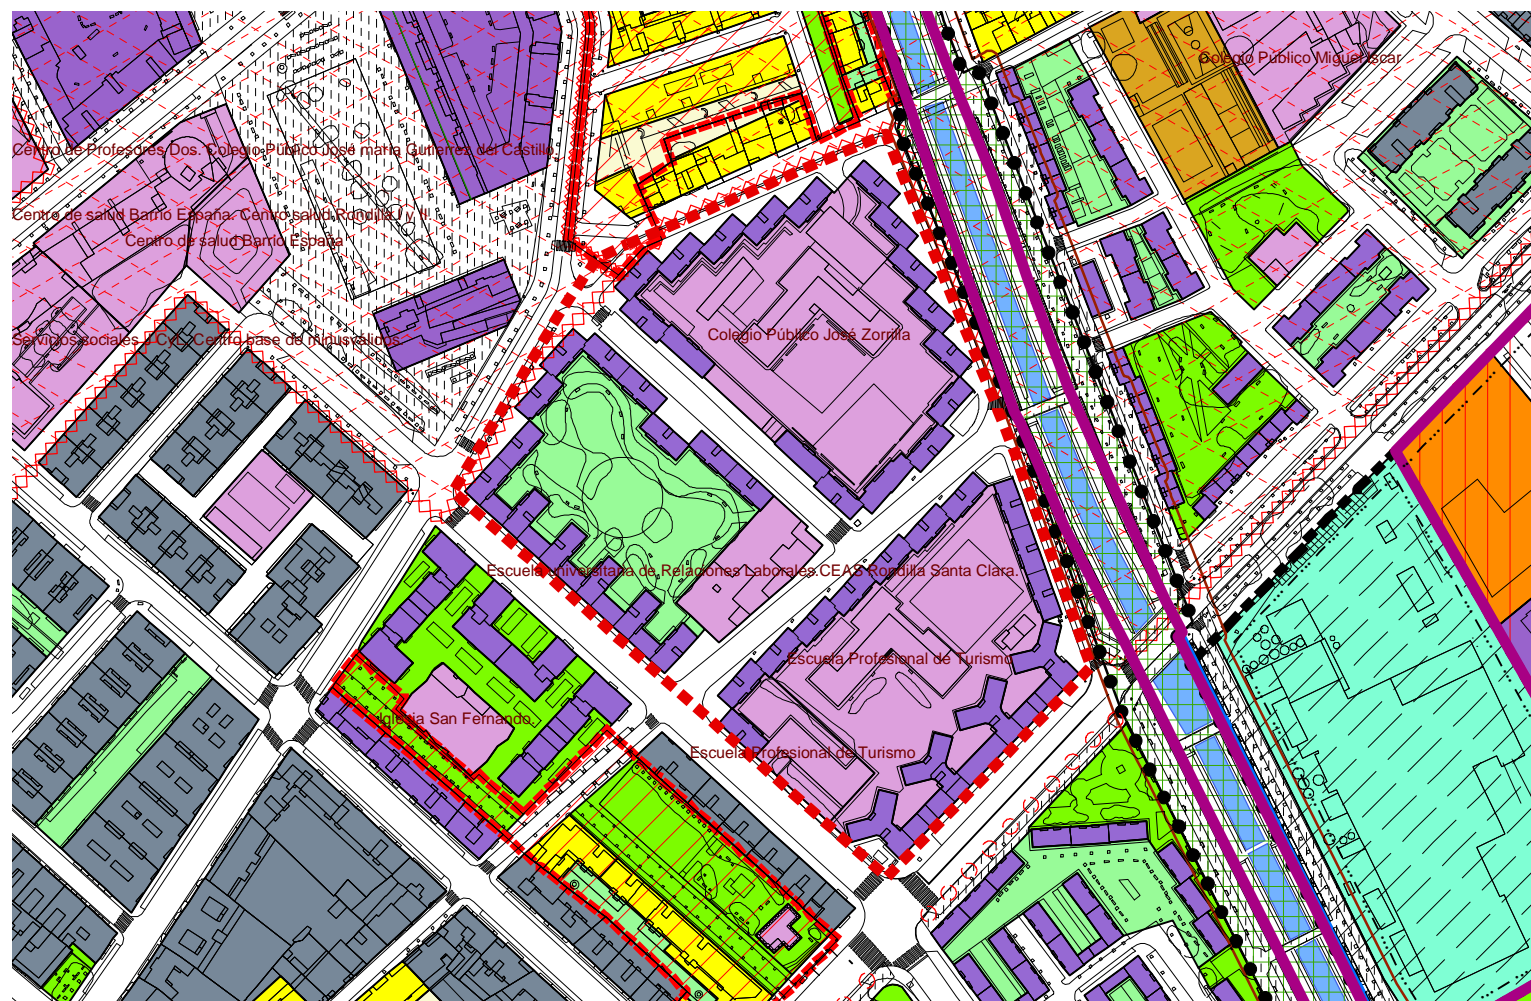 Colegio Público Miguel Iscar
Centro de Profesores Dos. Colegio Público José maría Gutierrez del Castillo
Centro de salud Barrio España. Centro salud Rondilla I y II.
Centro de salud Barrio España
Colegio Público José Zorrilla
Servicios sociales JCyL. Centro base de minusválidos
Escuela universitaria de Relaciones Laborales.CEAS Rondilla Santa Clara.
Escuela Profesional de Turismo
Iglesia San Fernando.
Escuela Profesional de Turismo